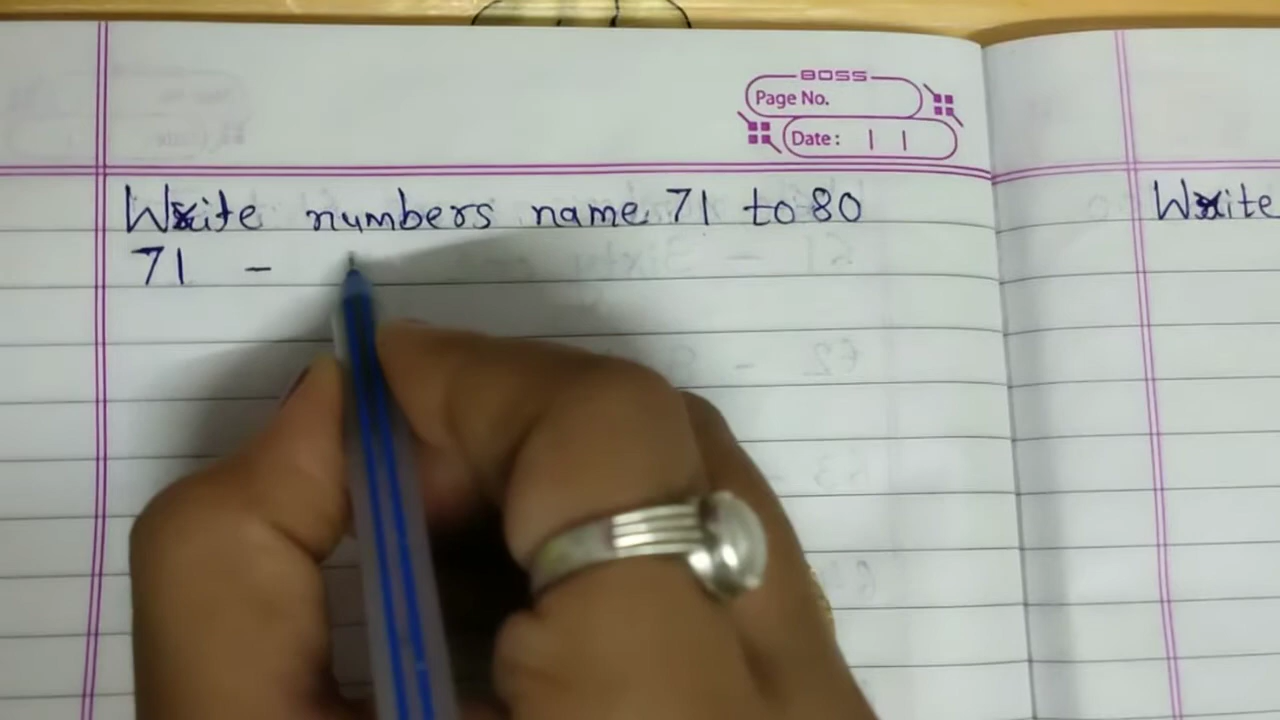 BOSS
Page No.
Date :
Write numbers name 71 to 80
71 -
Write